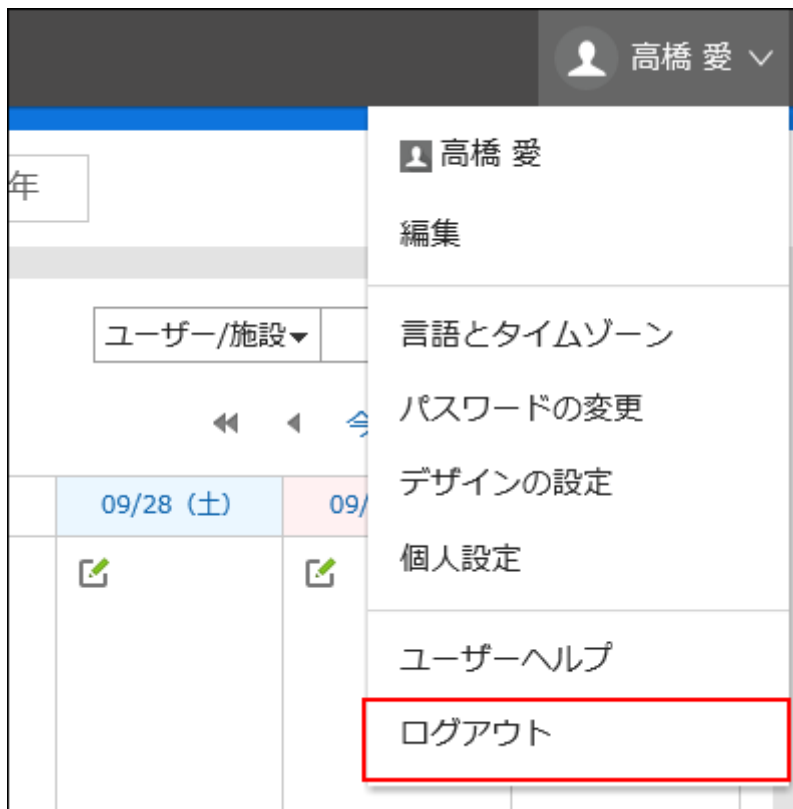 高橋 愛
高橋 愛
編集
年
言語とタイムゾーン
ユーザー/施設
パスワードの変更
今
デザインの設定
09/28（土）
09/
個人設定
ユーザーヘルプ
ログアウト